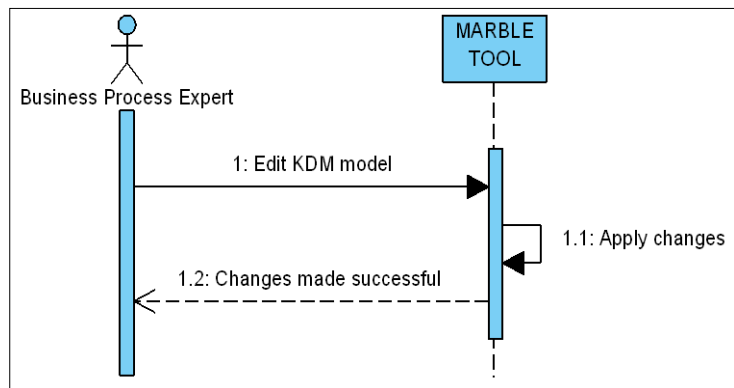 MARBLE
TOOL
Business Process Expert
1: Edit KDM model
1.1: Apply changes
1.2: Changes made successful